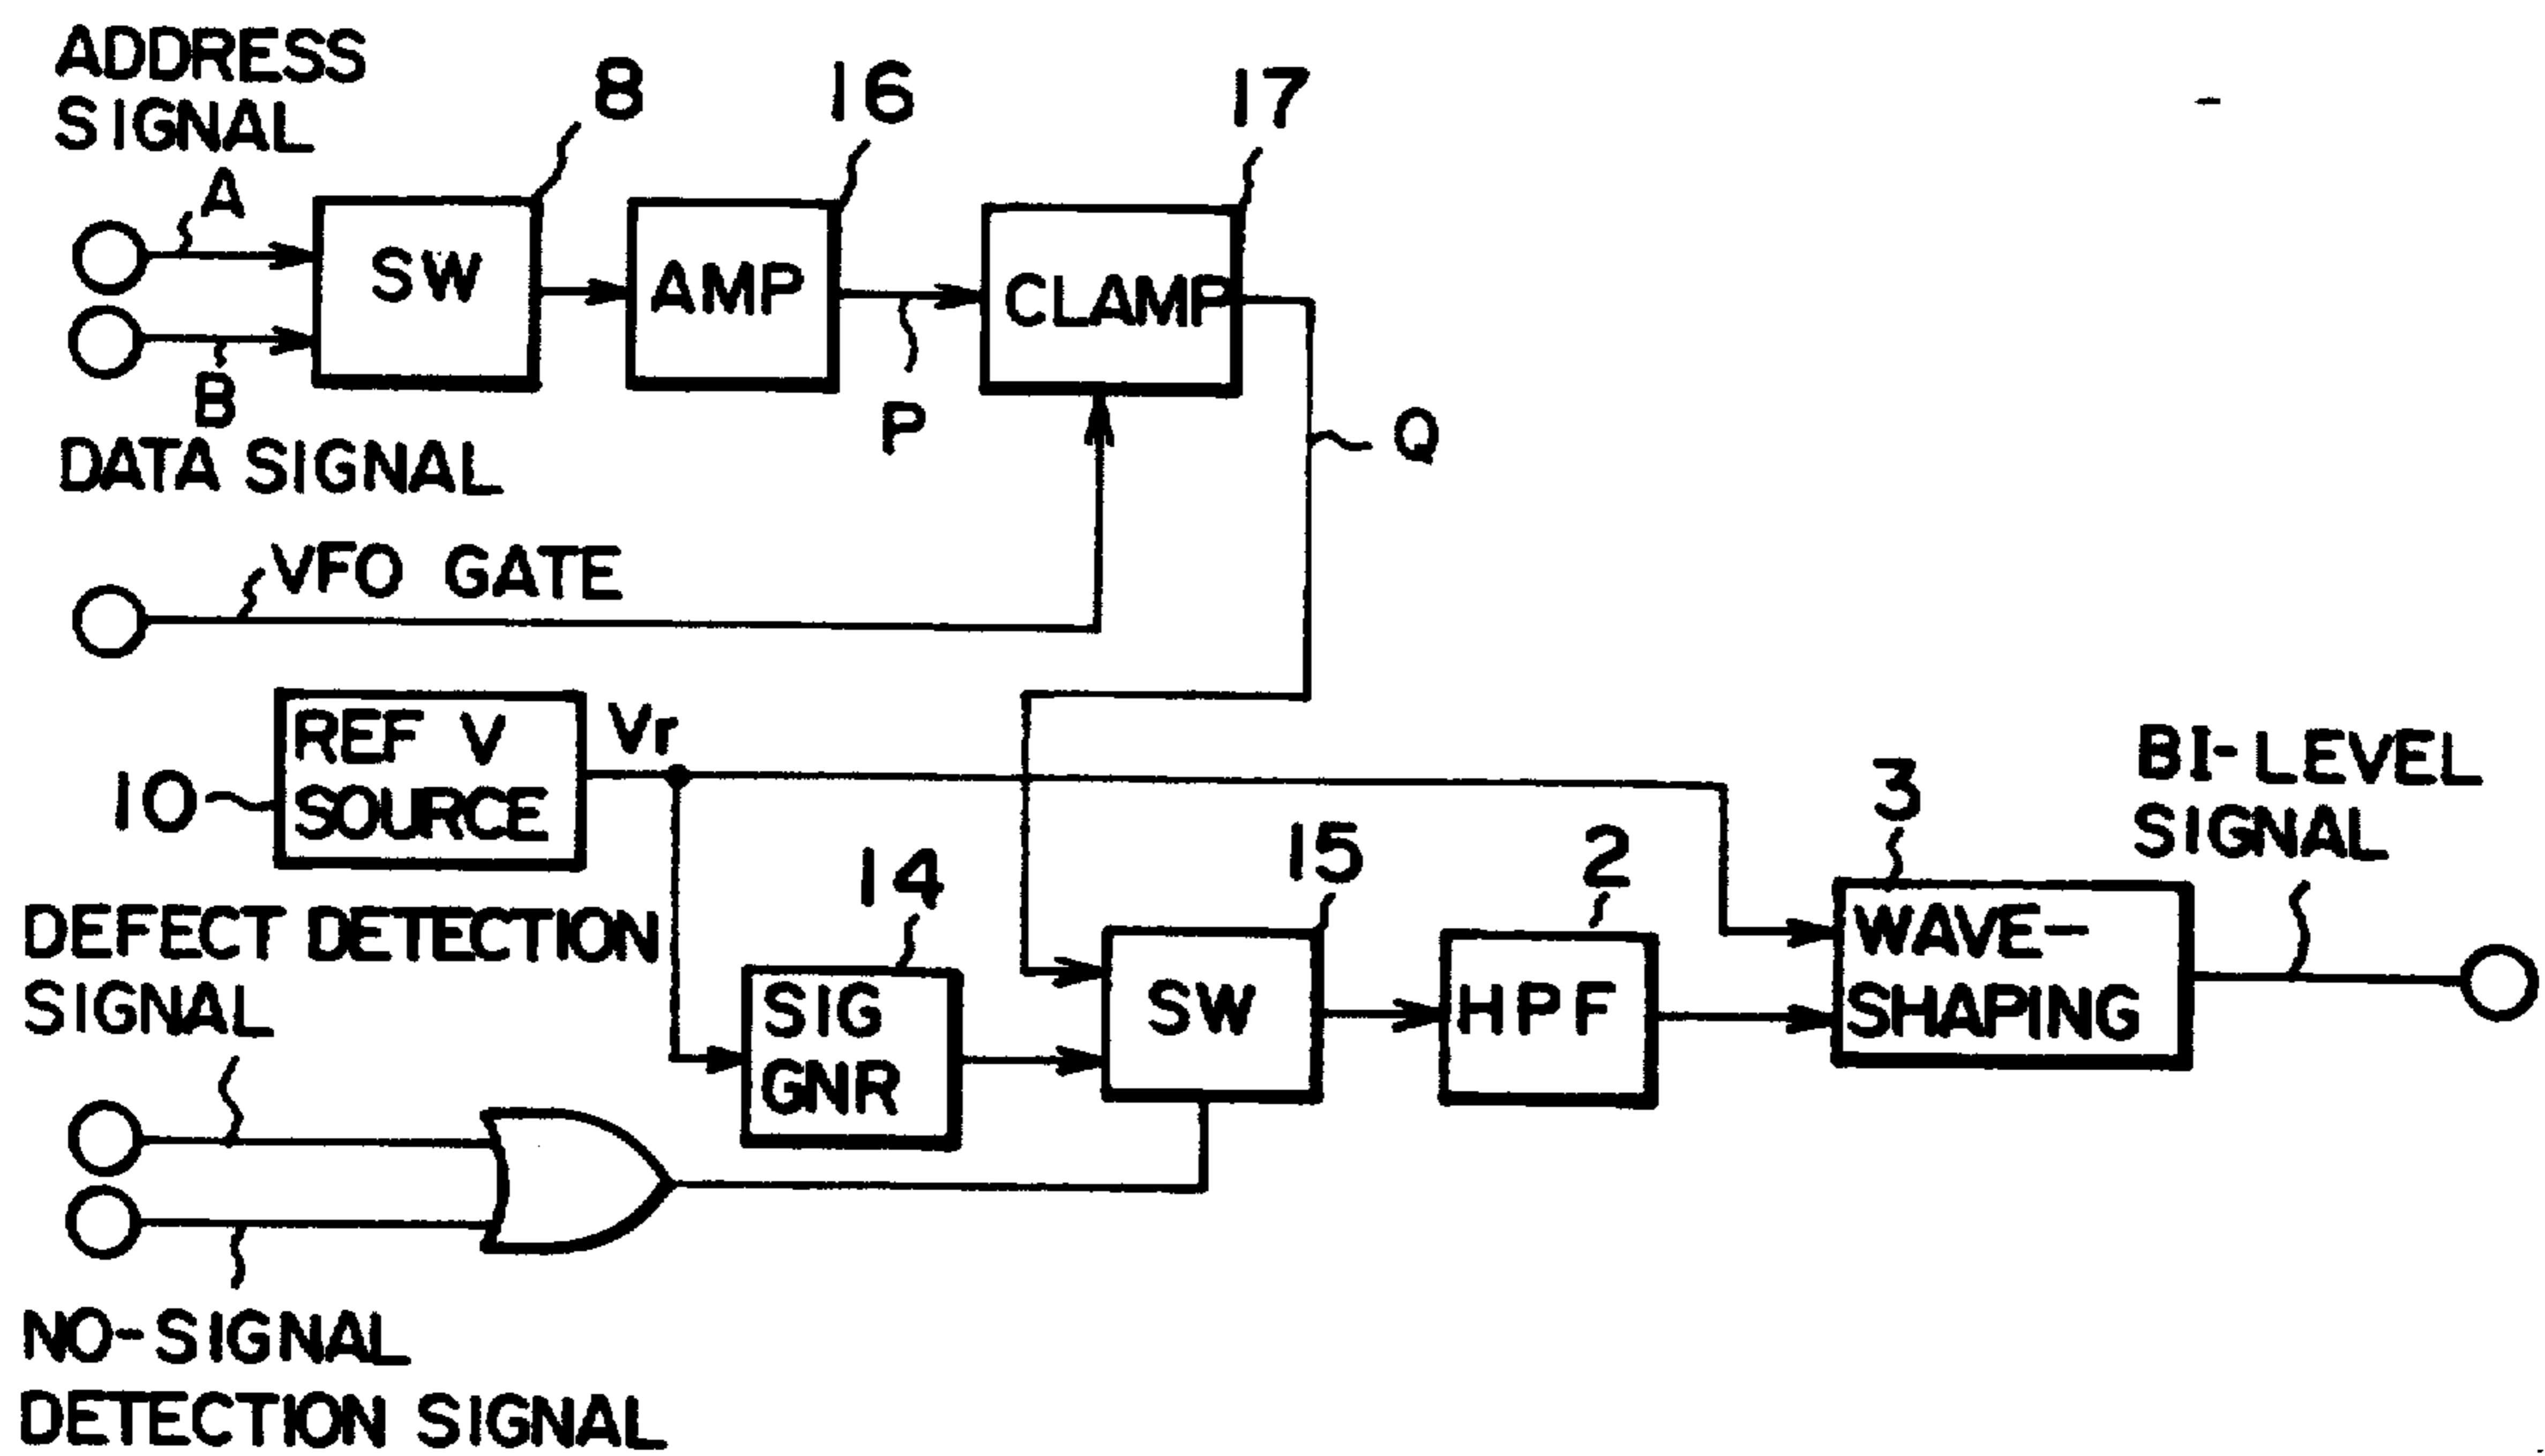 ADDRESS
SIGNAL
A
8
16
17
SW
AMP
CLAMP
B
P
Q
DATA SIGNAL
VFO GATE
REF V
SOURCE
Vr
10
3
BI-LEVEL
SIGNAL
14
15
2
DEFECT DETECTION
SIGNAL
SIG
GNR
SW
HPF
WAVE-
SHAPING
NO-SIGNAL
DETECTION SIGNAL